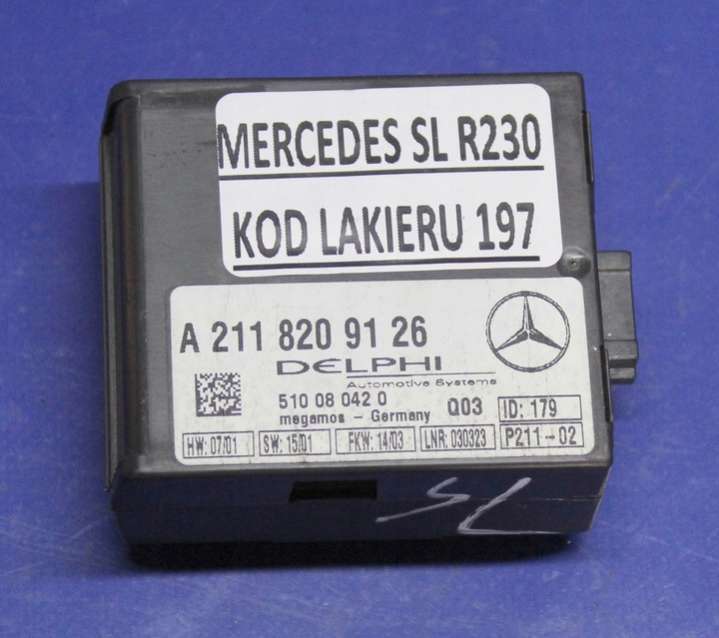 MERCEDES SL R230
KOD LAKIERU 197
A 211 820 91 26
DELPHI
Automotive Systems
510 08 042 0
megamos - Germany
Q03
ID: 179
HW: 07/01
SW: 15/01
FKW: 14/03
LNR: 030323
P211-02
SL